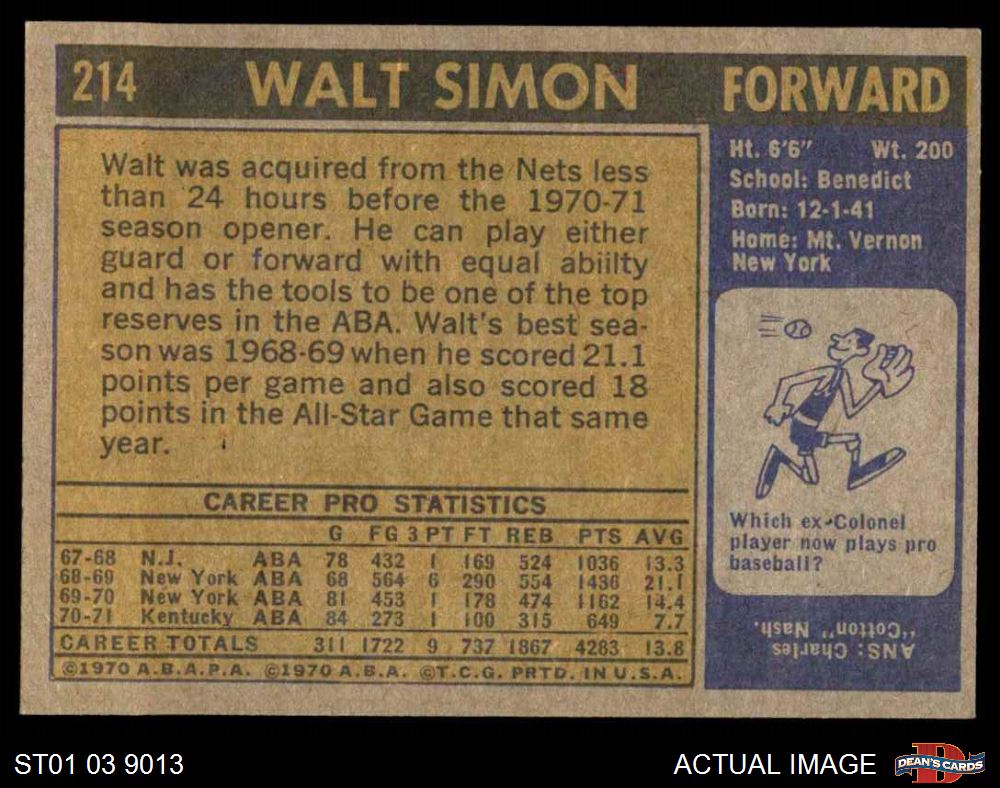 214 WALT SIMON FORWARD
Walt was acquired from the Nets less
than 24 hours before the 1970-71
season opener. He can play either
guard or forward with equal abiilty
and has the tools to be one of the top
reserves in the ABA. Walt's best sea-
son was 1968-69 when he scored 21.1
points per game and also scored 18
points in the All-Star Game that same
year.
CAREER PRO STATISTICS
G FG 3 PT FT REB PTS AVG
67-68 N.J. ABA 78 432 1 169 524 1036 13.3
68-69 New York ABA 68 564 6 290 554 1436 21.1
69-70 New York ABA 81 453 1 178 474 1162 14.4
70-71 Kentucky ABA 84 273 1 100 315 649 7.7
CAREER TOTALS 311 1722 9 737 1867 4283 13.8
©1970 A.B.A.P.A. ©1970 A.B.A. ©T.C.G. PRTD. IN U.S.A.
Ht. 6'6" Wt. 200
School: Benedict
Born: 12-1-41
Home: Mt. Vernon
New York
Which ex-Colonel
player now plays pro
baseball?
ANS: Charles
"Cotton" Nash.
ST01 03 9013
ACTUAL IMAGE
DEAN'S CARDS